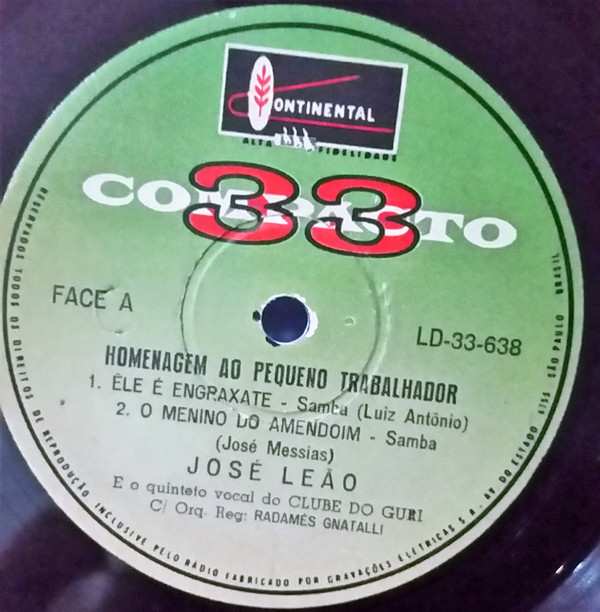 CONTINENTAL
ALTA FIDELIDADE
COMPACTO
33
FACE A
LD-33-638
HOMENAGEM AO PEQUENO TRABALHADOR
1. ÊLE É ENGRAXATE - Samba (Luiz Antônio)
2. O MENINO DO AMENDOIM - Samba
(José Messias)
JOSÉ LEÃO
E o quinteto vocal do CLUBE DO GURI
C/ Orq. Reg: RADAMÉS GNATALLI
RESERVADOS TODOS OS DIREITOS DE REPRODUÇÃO INCLUSIVE PELO RÁDIO FABRICADO POR GRAVAÇÕES ELÉTRICAS S.A. AV. DO ESTADO 4755 SÃO PAULO BRASIL